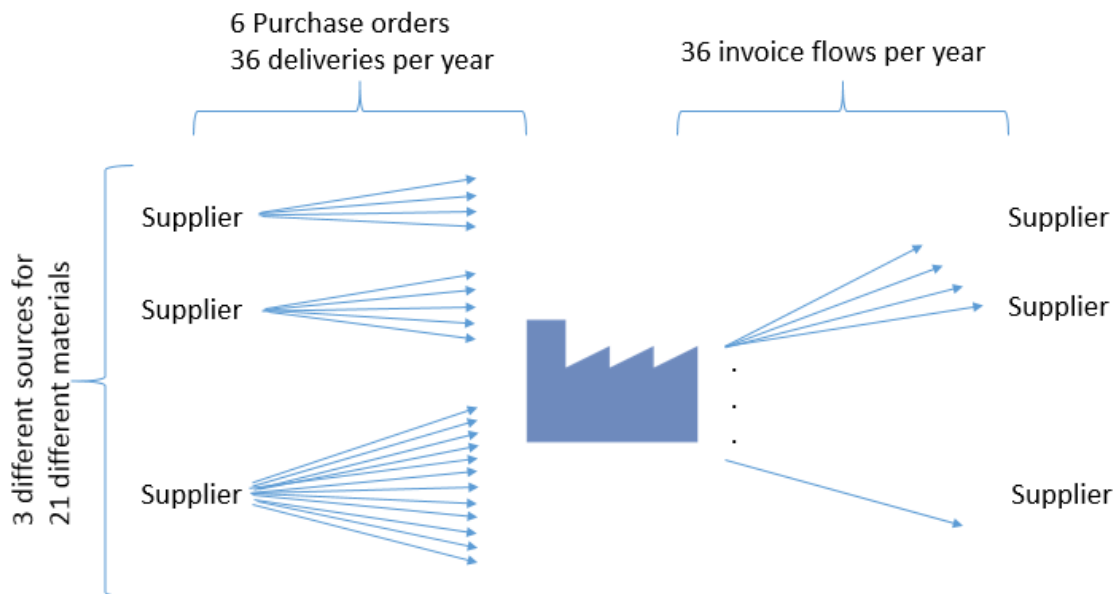 6 Purchase orders
36 deliveries per year
36 invoice flows per year
3 different sources for
21 different materials
Supplier
Supplier
Supplier
Supplier
Supplier
Supplier